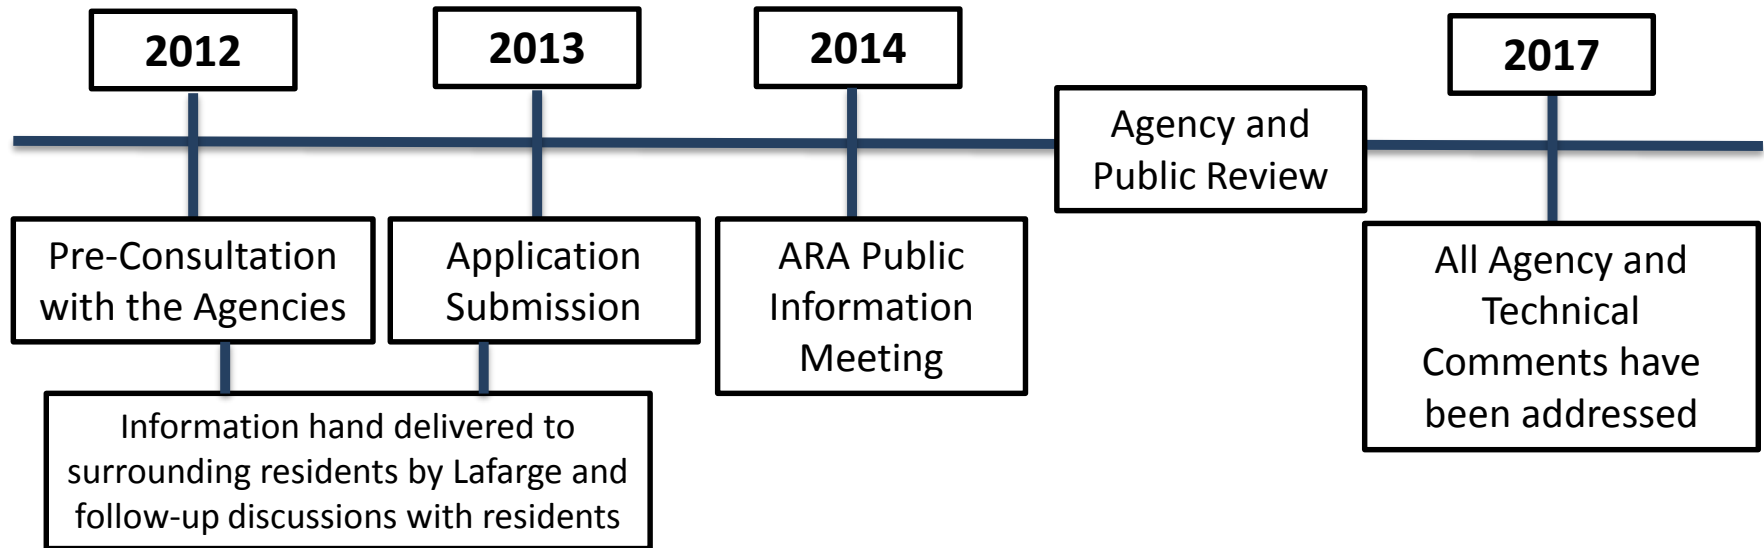 2012
2013
2014
2017
Agency and
Public Review
Pre-Consultation
with the Agencies
Application
Submission
ARA Public
Information
Meeting
All Agency and
Technical
Comments have
been addressed
Information hand delivered to
surrounding residents by Lafarge and
follow-up discussions with residents